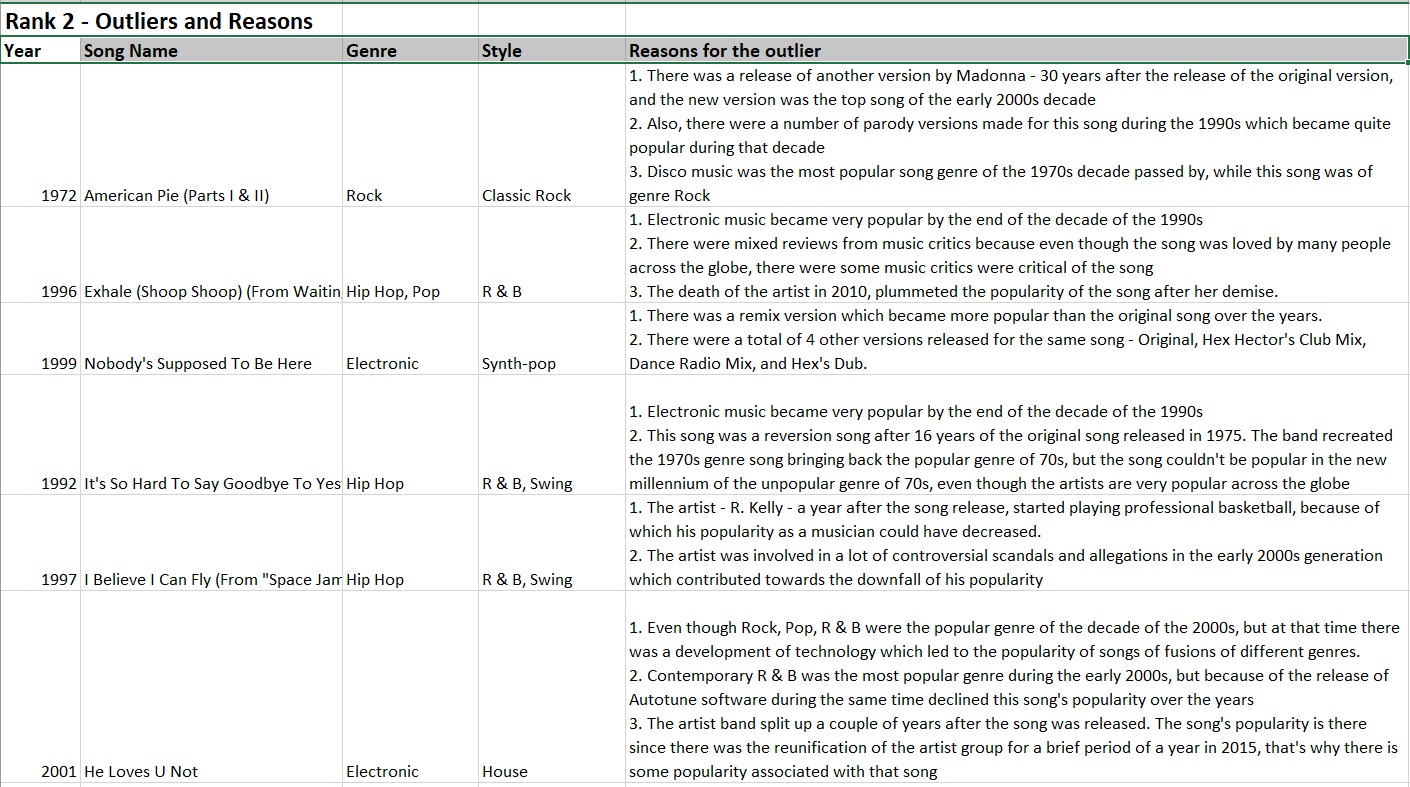 Rank 2 - Outliers and Reasons
Year Song Name Genre Style Reasons for the outlier
1. There was a release of another version by Madonna - 30 years after the release of the original version,
and the new version was the top song of the early 2000s decade
2. Also, there were a number of parody versions made for this song during the 1990s which became quite
popular during that decade
3. Disco music was the most popular song genre of the 1970s decade passed by, while this song was of
1972 American Pie (Parts I & II) Rock Classic Rock genre Rock
1. Electronic music became very popular by the end of the decade of the 1990s
2. There were mixed reviews from music critics because even though the song was loved by many people
across the globe, there were some music critics were critical of the song
1996 Exhale (Shoop Shoop) (From Waitin Hip Hop, Pop R & B 3. The death of the artist in 2010, plummeted the popularity of the song after her demise.
1. There was a remix version which became more popular than the original song over the years.
2. There were a total of 4 other versions released for the same song - Original, Hex Hector's Club Mix,
1999 Nobody's Supposed To Be Here Electronic Synth-pop Dance Radio Mix, and Hex's Dub.
1. Electronic music became very popular by the end of the decade of the 1990s
2. This song was a reversion song after 16 years of the original song released in 1975. The band recreated
the 1970s genre song bringing back the popular genre of 70s, but the song couldn't be popular in the new
1992 It's So Hard To Say Goodbye To Yes Hip Hop R & B, Swing millennium of the unpopular genre of 70s, even though the artists are very popular across the globe
1. The artist - R. Kelly - a year after the song release, started playing professional basketball, because of
which his popularity as a musician could have decreased.
2. The artist was involved in a lot of controversial scandals and allegations in the early 2000s generation
1997 I Believe I Can Fly (From "Space Jam Hip Hop R & B, Swing which contributed towards the downfall of his popularity
1. Even though Rock, Pop, R & B were the popular genre of the decade of the 2000s, but at that time there
was a development of technology which led to the popularity of songs of fusions of different genres.
2. Contemporary R & B was the most popular genre during the early 2000s, but because of the release of
Autotune software during the same time declined this song's popularity over the years
3. The artist band split up a couple of years after the song was released. The song's popularity is there
since there was the reunification of the artist group for a brief period of a year in 2015, that's why there is
2001 He Loves U Not Electronic House some popularity associated with that song